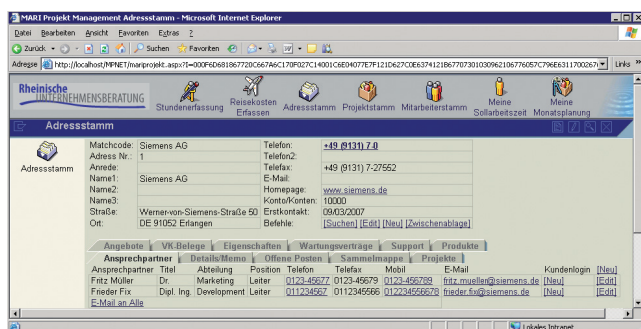 MARI Projekt Management Adressstamm - Microsoft Internet Explorer
Datei Bearbeiten Ansicht Favoriten Extras ?
Zurück Suchen Favoriten
Adresse Links
Rheinische
UNTERNEHMENSBERATUNG
Stundenerfassung Reisekosten Erfassen Adressstamm Projektstamm Mitarbeiterstamm Meine Sollarbeitszeit Meine Monatsplanung
Adressstamm
Adressstamm
Matchcode: Siemens AG Telefon: +49 (9131) 7-0
Adress Nr.: 1 Telefon2:
Anrede: Telefax: +49 (9131) 7-27552
Name1: Siemens AG E-Mail:
Name2: Homepage: www.siemens.de
Name3: Konto/Konten: 10000
Straße: Werner-von-Siemens-Straße 50 Erstkontakt: 09/03/2007
Ort: DE 91052 Erlangen Befehle: [Suchen] [Edit] [Neu] [Zwischenablage]
Angebote VK-Belege Eigenschaften Wartungsverträge Support Produkte
Ansprechpartner Details/Memo Offene Posten Sammelmappe Projekte
Ansprechpartner Titel Abteilung Position Telefon Telefax Mobil E-Mail Kundenlogin [Neu]
Fritz Müller Dr. Marketing Leiter 0123-45677 0123-45679 0123-456789 fritz.mueller@siemens.de [Neu] [Edit]
Frieder Fix Dipl. Ing. Development Leiter 011234567 0112345566 012234556678 frieder.fix@siemens.de [Neu] [Edit]
E-Mail an Alle
Lokales Intranet